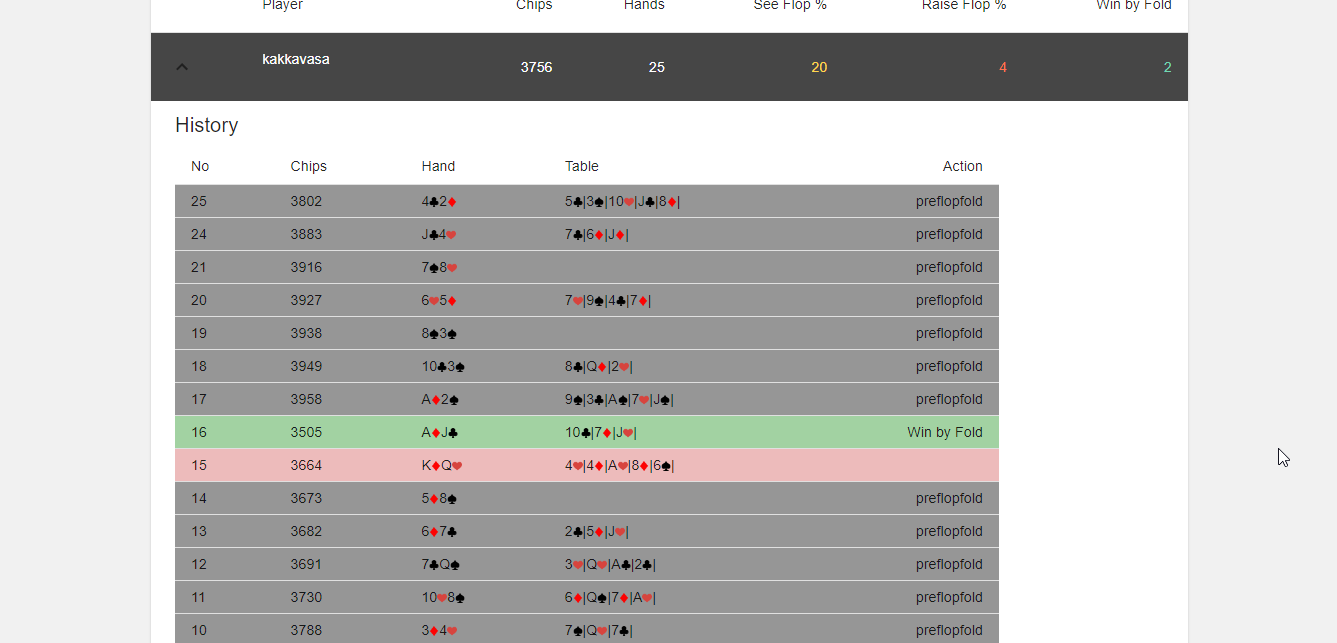 Player Chips Hands See Flop % Raise Flop % Win by Fold
kakkavasa 3756 25 20 4 2
History
No Chips Hand Table Action
25 3802 4♣2♦ 5♣|3♠|10♥|J♣|8♦| preflopfold
24 3883 J♣4♥ 7♣|6♦|J♦| preflopfold
21 3916 7♠8♥ preflopfold
20 3927 6♥5♦ 7♥|9♠|4♣|7♦| preflopfold
19 3938 8♠3♠ preflopfold
18 3949 10♣3♠ 8♣|Q♦|2♥| preflopfold
17 3958 A♦2♠ 9♠|3♣|A♠|7♥|J♠| preflopfold
16 3505 A♦J♣ 10♣|7♦|J♥| Win by Fold
15 3664 K♦Q♥ 4♥|4♦|A♥|8♦|6♠|
14 3673 5♦8♠ preflopfold
13 3682 6♦7♣ 2♣|5♦|J♥| preflopfold
12 3691 7♣Q♠ 3♥|Q♥|A♣|2♣| preflopfold
11 3730 10♥8♠ 6♦|Q♠|7♦|A♥| preflopfold
10 3788 3♦4♥ 7♠|Q♥|7♣| preflopfold